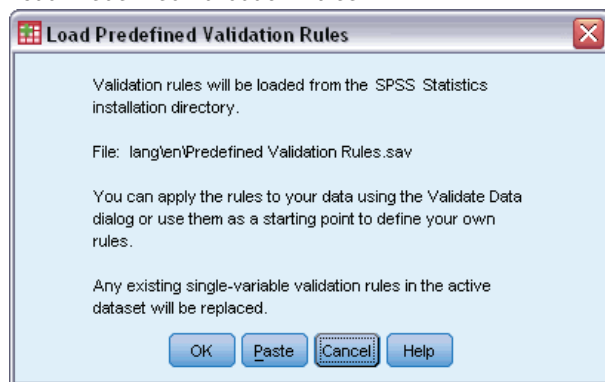 Load Predefined Validation Rules
Validation rules will be loaded from the SPSS Statistics
installation directory.
File: lang\en\Predefined Validation Rules.sav
You can apply the rules to your data using the Validate Data
dialog or use them as a starting point to define your own
rules.
Any existing single-variable validation rules in the active
dataset will be replaced.
OK Paste Cancel Help